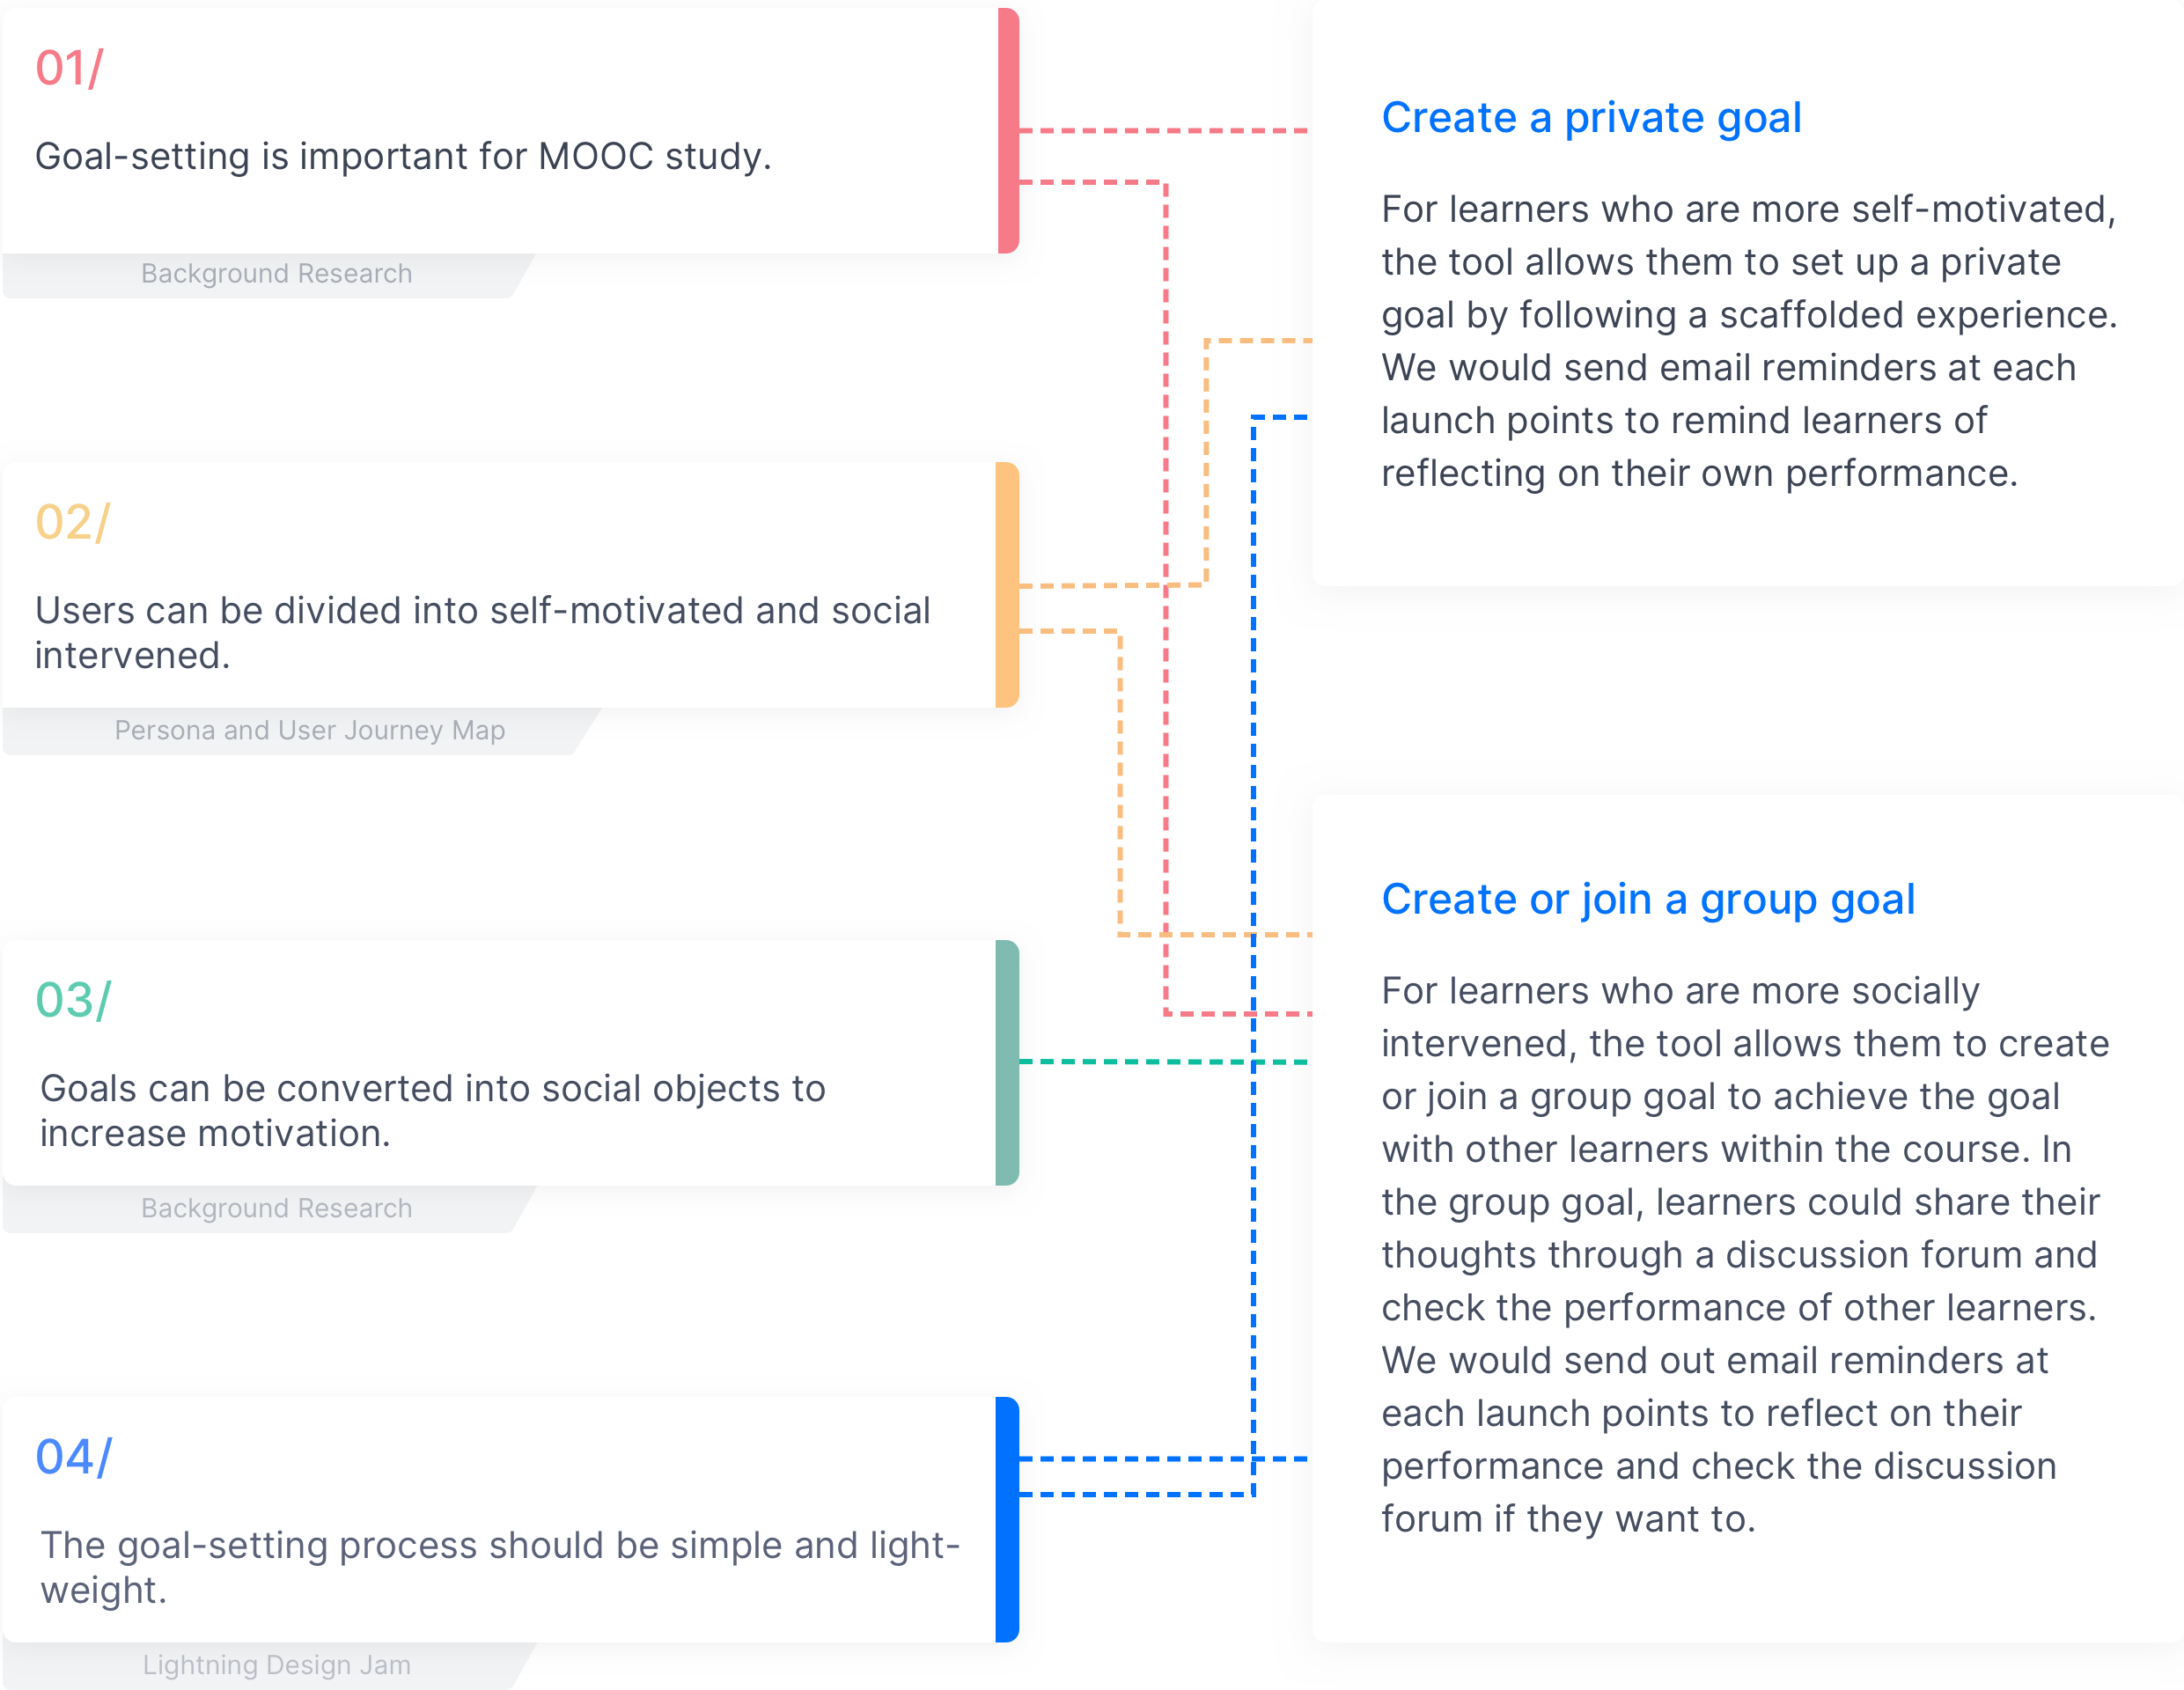 01/
Goal-setting is important for MOOC study.
Background Research
02/
Users can be divided into self-motivated and social
intervened.
Persona and User Journey Map
03/
Goals can be converted into social objects to
increase motivation.
Background Research
04/
The goal-setting process should be simple and light-
weight.
Lightning Design Jam
Create a private goal
For learners who are more self-motivated,
the tool allows them to set up a private
goal by following a scaffolded experience.
We would send email reminders at each
launch points to remind learners of
reflecting on their own performance.
Create or join a group goal
For learners who are more socially
intervened, the tool allows them to create
or join a group goal to achieve the goal
with other learners within the course. In
the group goal, learners could share their
thoughts through a discussion forum and
check the performance of other learners.
We would send out email reminders at
each launch points to reflect on their
performance and check the discussion
forum if they want to.